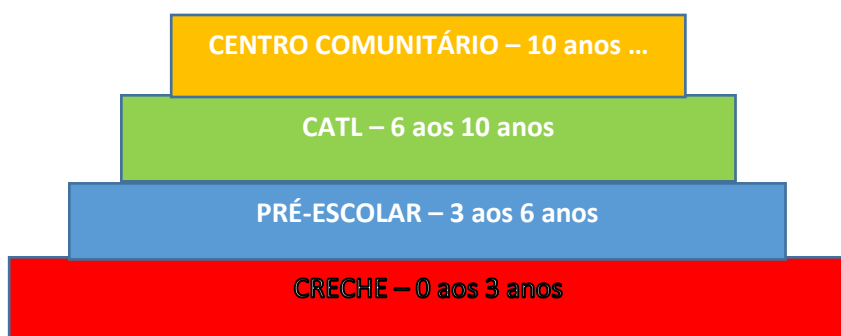 CENTRO COMUNITÁRIO – 10 anos …
CATL – 6 aos 10 anos
PRÉ-ESCOLAR – 3 aos 6 anos
CRECHE – 0 aos 3 anos